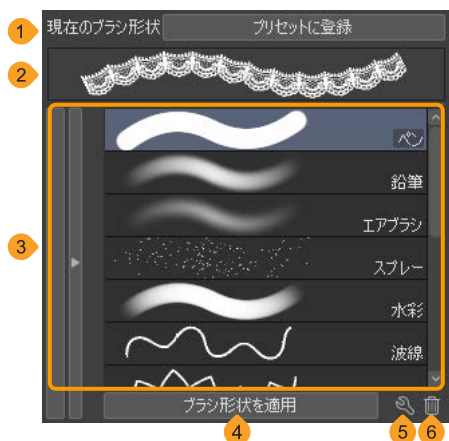 1 現在のブラシ形状 プリセットに登録
2
3
ペン
鉛筆
エアブラシ
スプレー
水彩
波線
ブラシ形状を適用
4 5 6